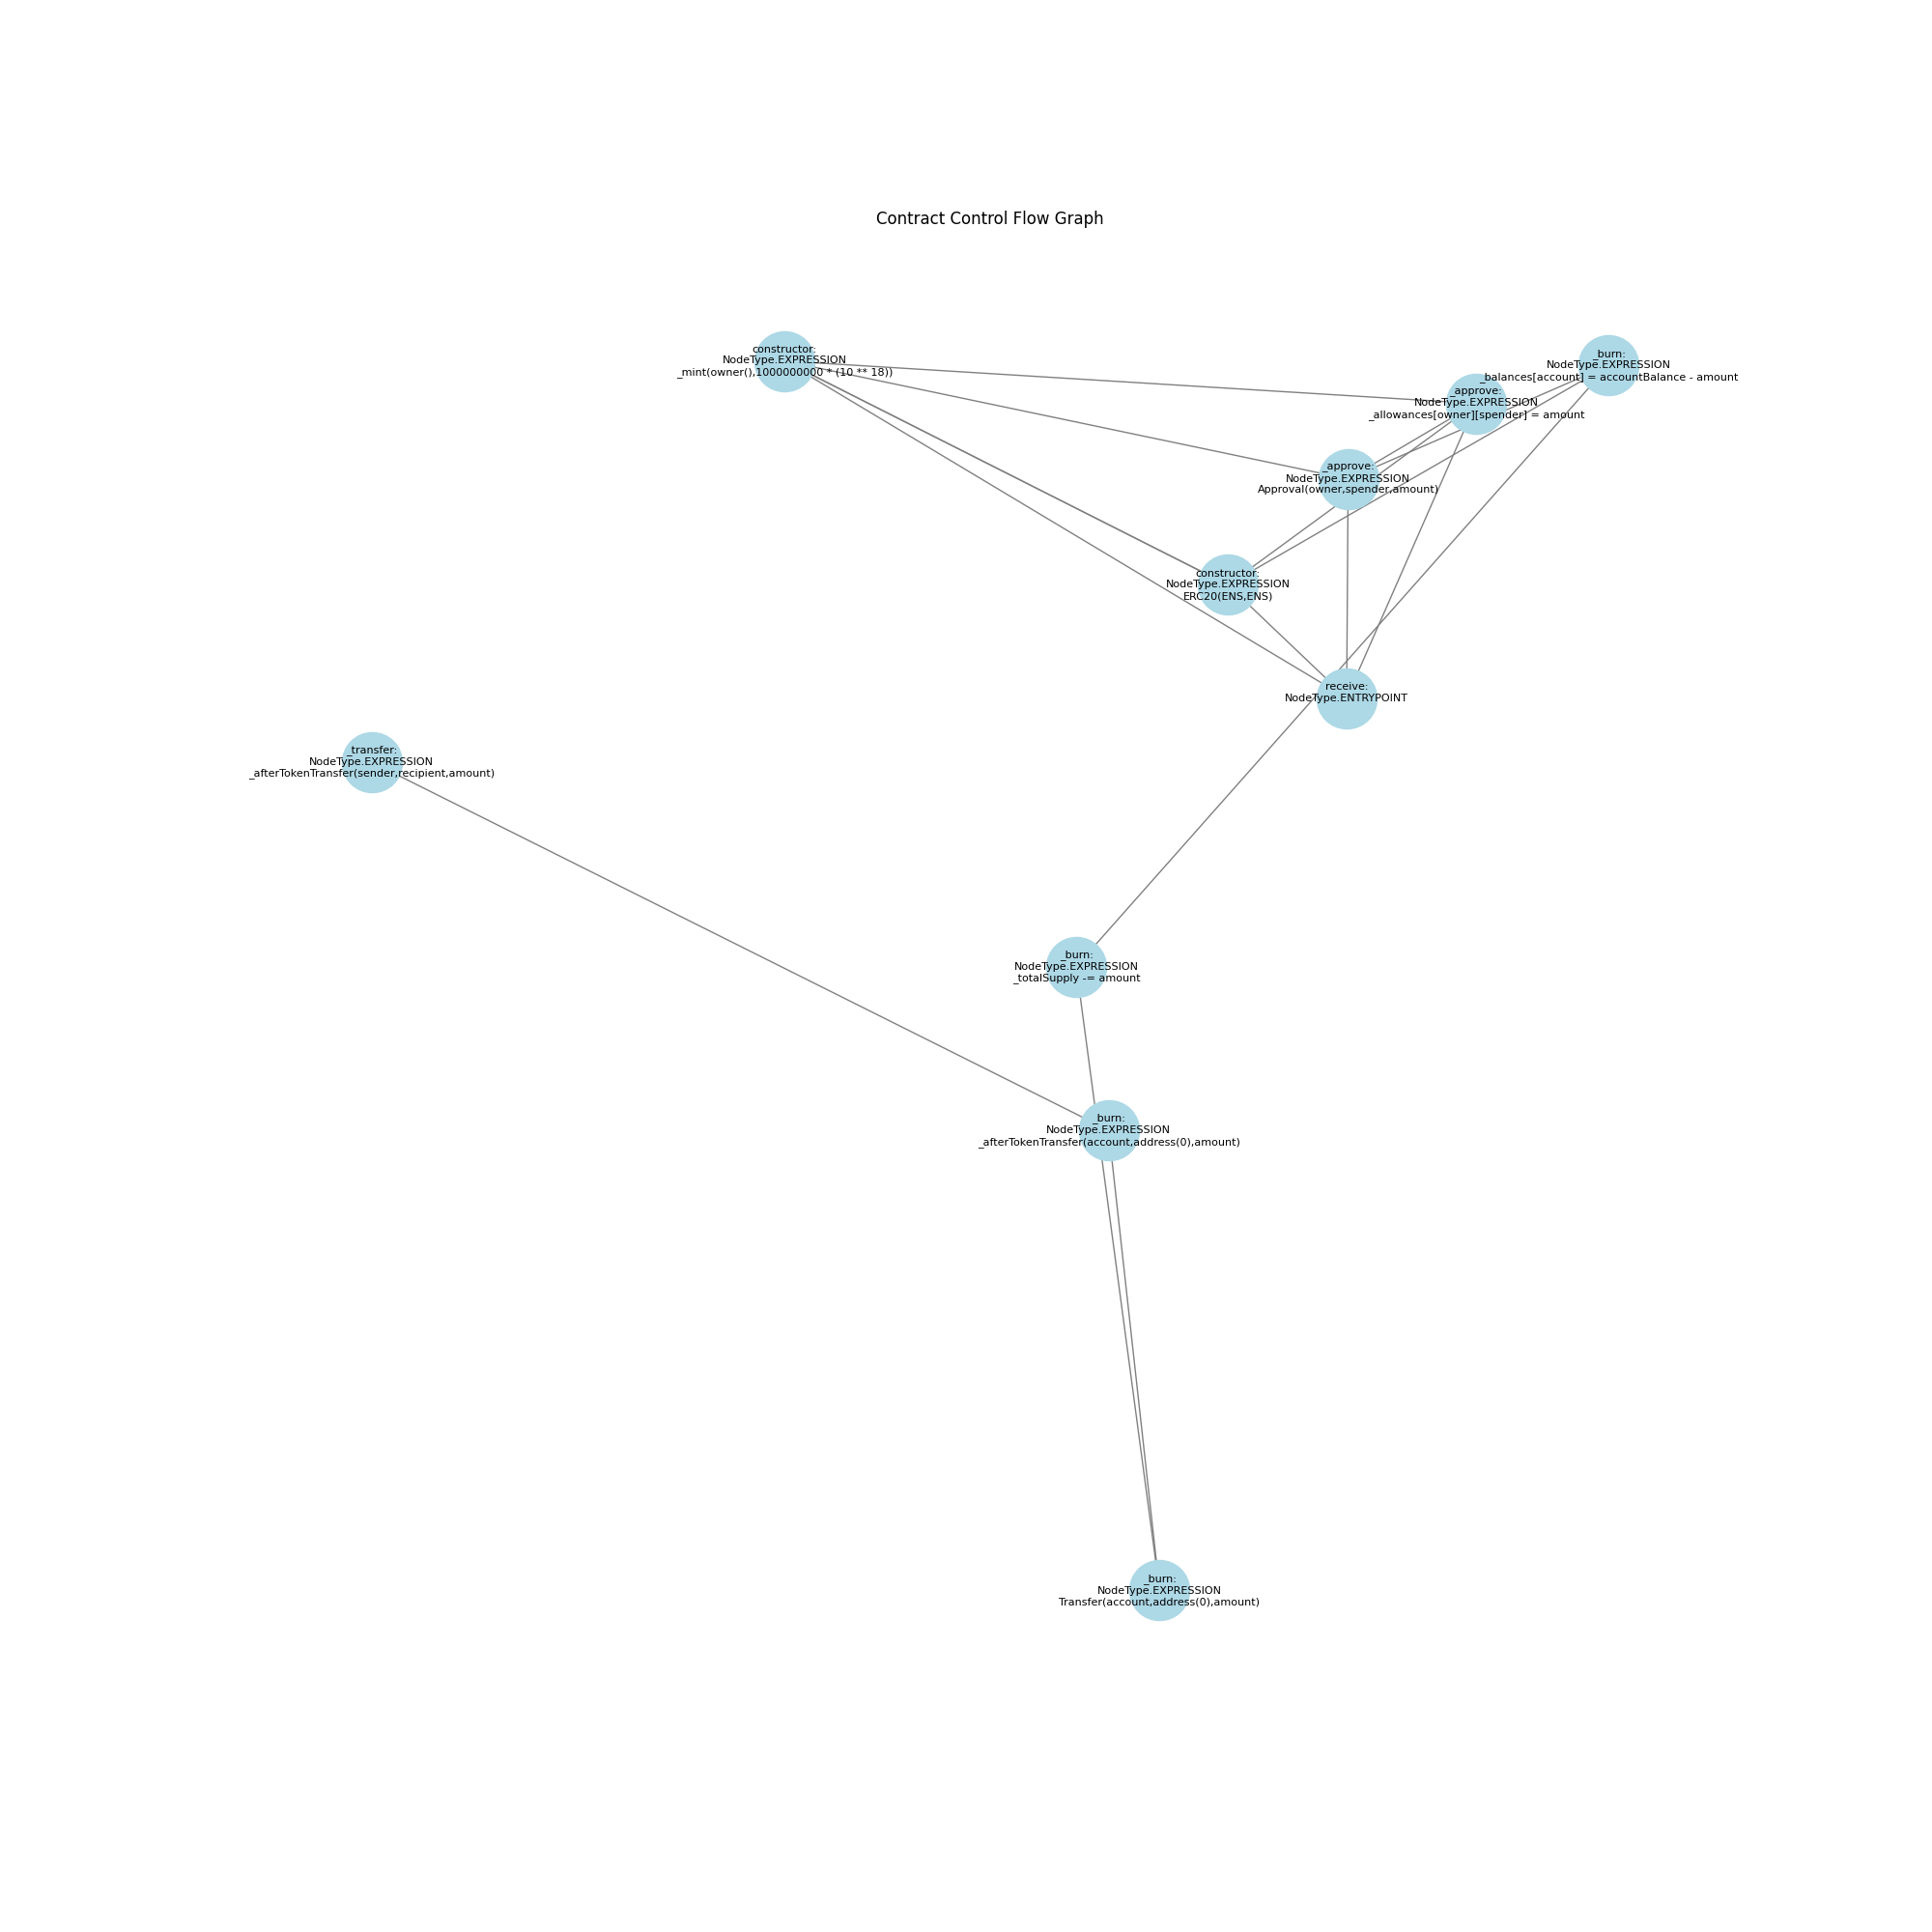 Contract Control Flow Graph
constructor:
NodeType.EXPRESSION
_mint(owner(),1000000000 * (10 ** 18))
_burn:
NodeType.EXPRESSION
_balances[account] = accountBalance - amount
_approve:
NodeType.EXPRESSION
_allowances[owner][spender] = amount
_approve:
NodeType.EXPRESSION
Approval(owner,spender,amount)
constructor:
NodeType.EXPRESSION
ERC20(ENS,ENS)
receive:
NodeType.ENTRYPOINT
_transfer:
NodeType.EXPRESSION
_afterTokenTransfer(sender,recipient,amount)
_burn:
NodeType.EXPRESSION
_totalSupply -= amount
_burn:
NodeType.EXPRESSION
_afterTokenTransfer(account,address(0),amount)
_burn:
NodeType.EXPRESSION
Transfer(account,address(0),amount)